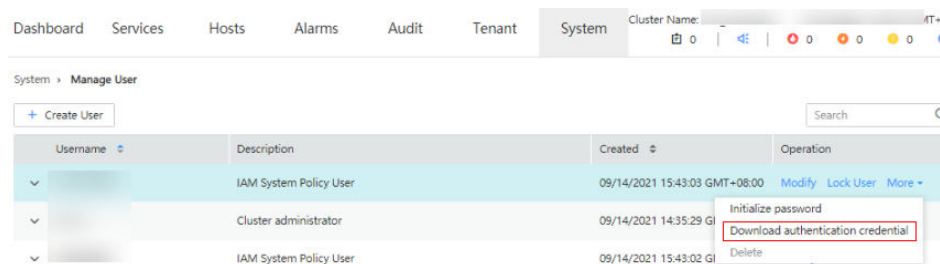 Dashboard Services Hosts Alarms Audit Tenant System Cluster Name:
0 0 0 0
System > Manage User
+ Create User Search
Username Description Created Operation
IAM System Policy User 09/14/2021 15:43:03 GMT+08:00 Modify Lock User More
Initialize password
Cluster administrator 09/14/2021 14:35:29
Download authentication credential
Delete
IAM System Policy User 09/14/2021 15:43:02